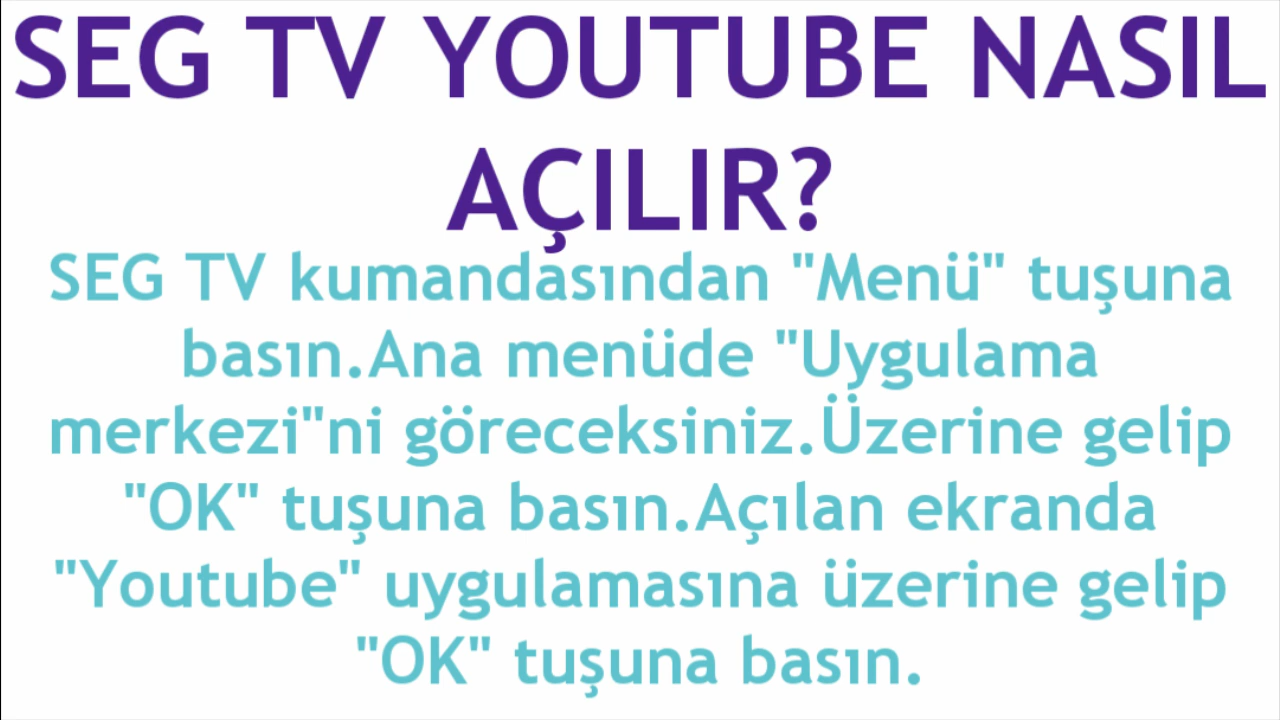 SEG TV YOUTUBE NASIL
AÇILIR?
SEG TV kumandasından "Menü" tuşuna
basın.Ana menüde "Uygulama
merkezi"ni göreceksiniz.Üzerine gelip
"OK" tuşuna basın.Açılan ekranda
"Youtube" uygulamasına üzerine gelip
"OK" tuşuna basın.